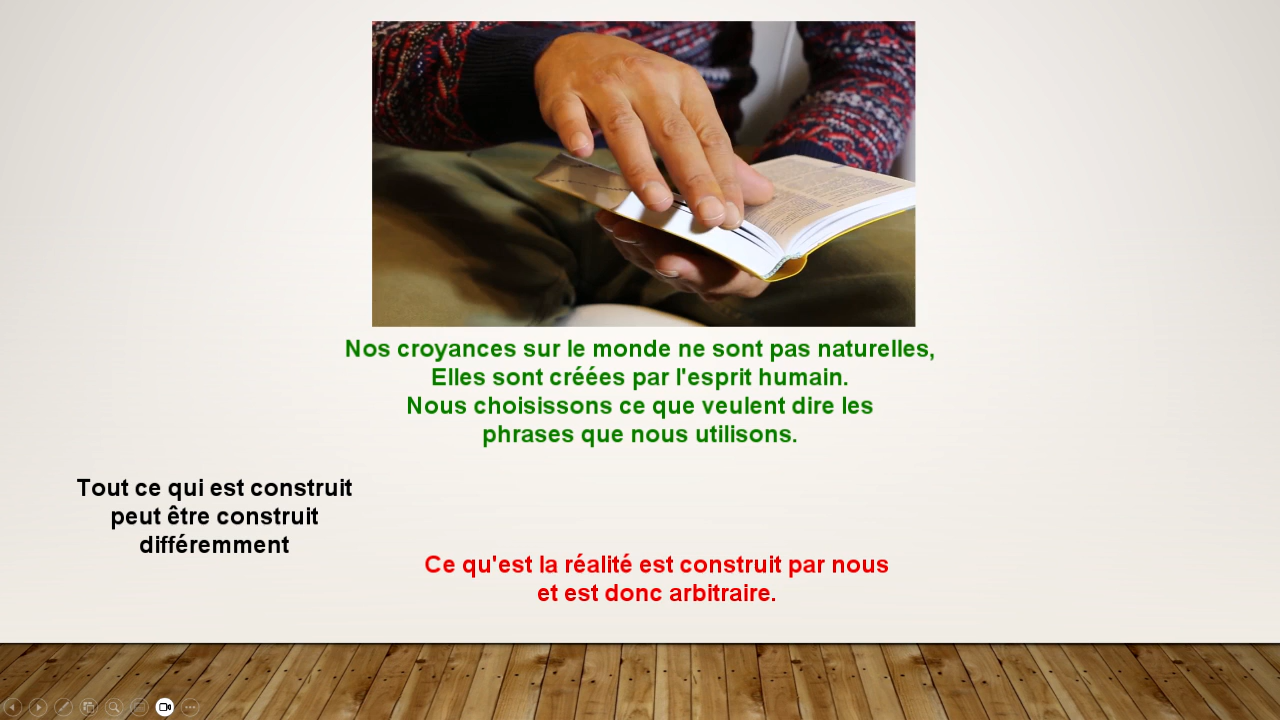 Nos croyances sur le monde ne sont pas naturelles,
Elles sont créées par l'esprit humain.
Nous choisissons ce que veulent dire les
phrases que nous utilisons.
Tout ce qui est construit
peut être construit
différemment
Ce qu'est la réalité est construit par nous
et est donc arbitraire.